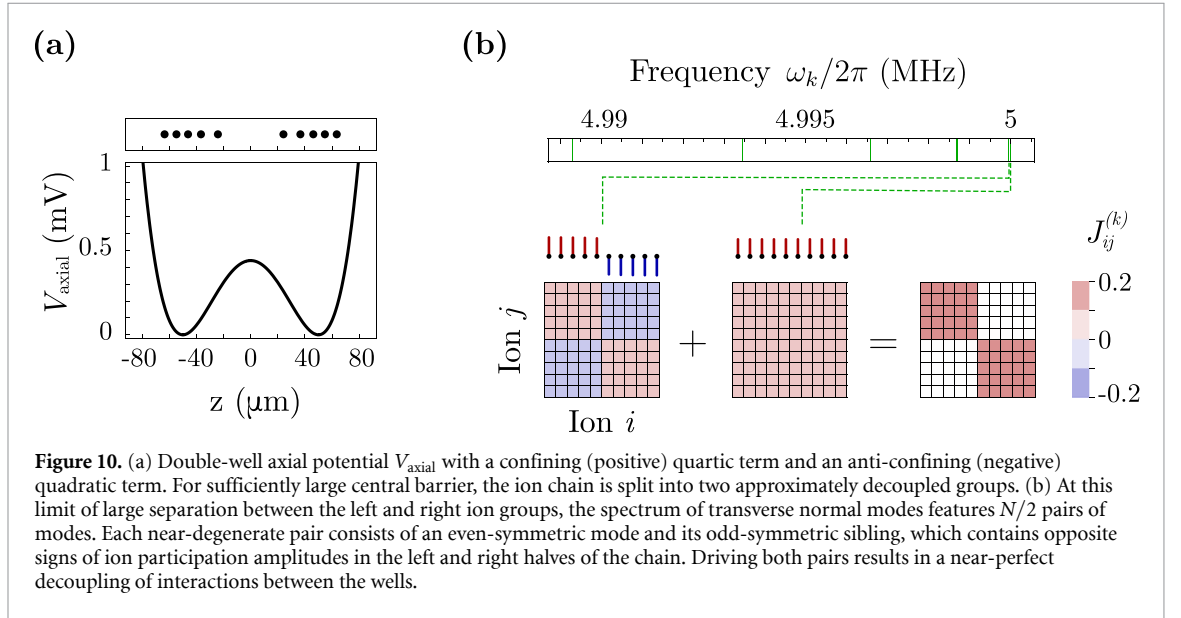 (a)
1
0.5
0
V_axial (mV)
-80 -40 0 40 80
z (μm)
(b)
Frequency ω_k/2π (MHz)
4.99 4.995 5
Ion j
+
=
Ion i
J_ij^(k)
0.2
0
-0.2
Figure 10. (a) Double-well axial potential V_axial with a confining (positive) quartic term and an anti-confining (negative)
quadratic term. For sufficiently large central barrier, the ion chain is split into two approximately decoupled groups. (b) At this
limit of large separation between the left and right ion groups, the spectrum of transverse normal modes features N/2 pairs of
modes. Each near-degenerate pair consists of an even-symmetric mode and its odd-symmetric sibling, which contains opposite
signs of ion participation amplitudes in the left and right halves of the chain. Driving both pairs results in a near-perfect
decoupling of interactions between the wells.